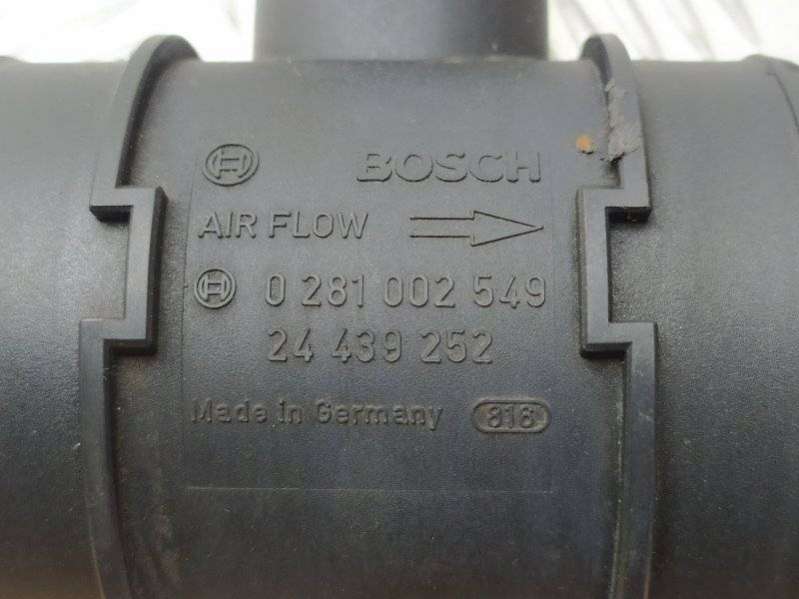 BOSCH
AIR FLOW
0 281 002 549
24 439 252
Made in Germany 816